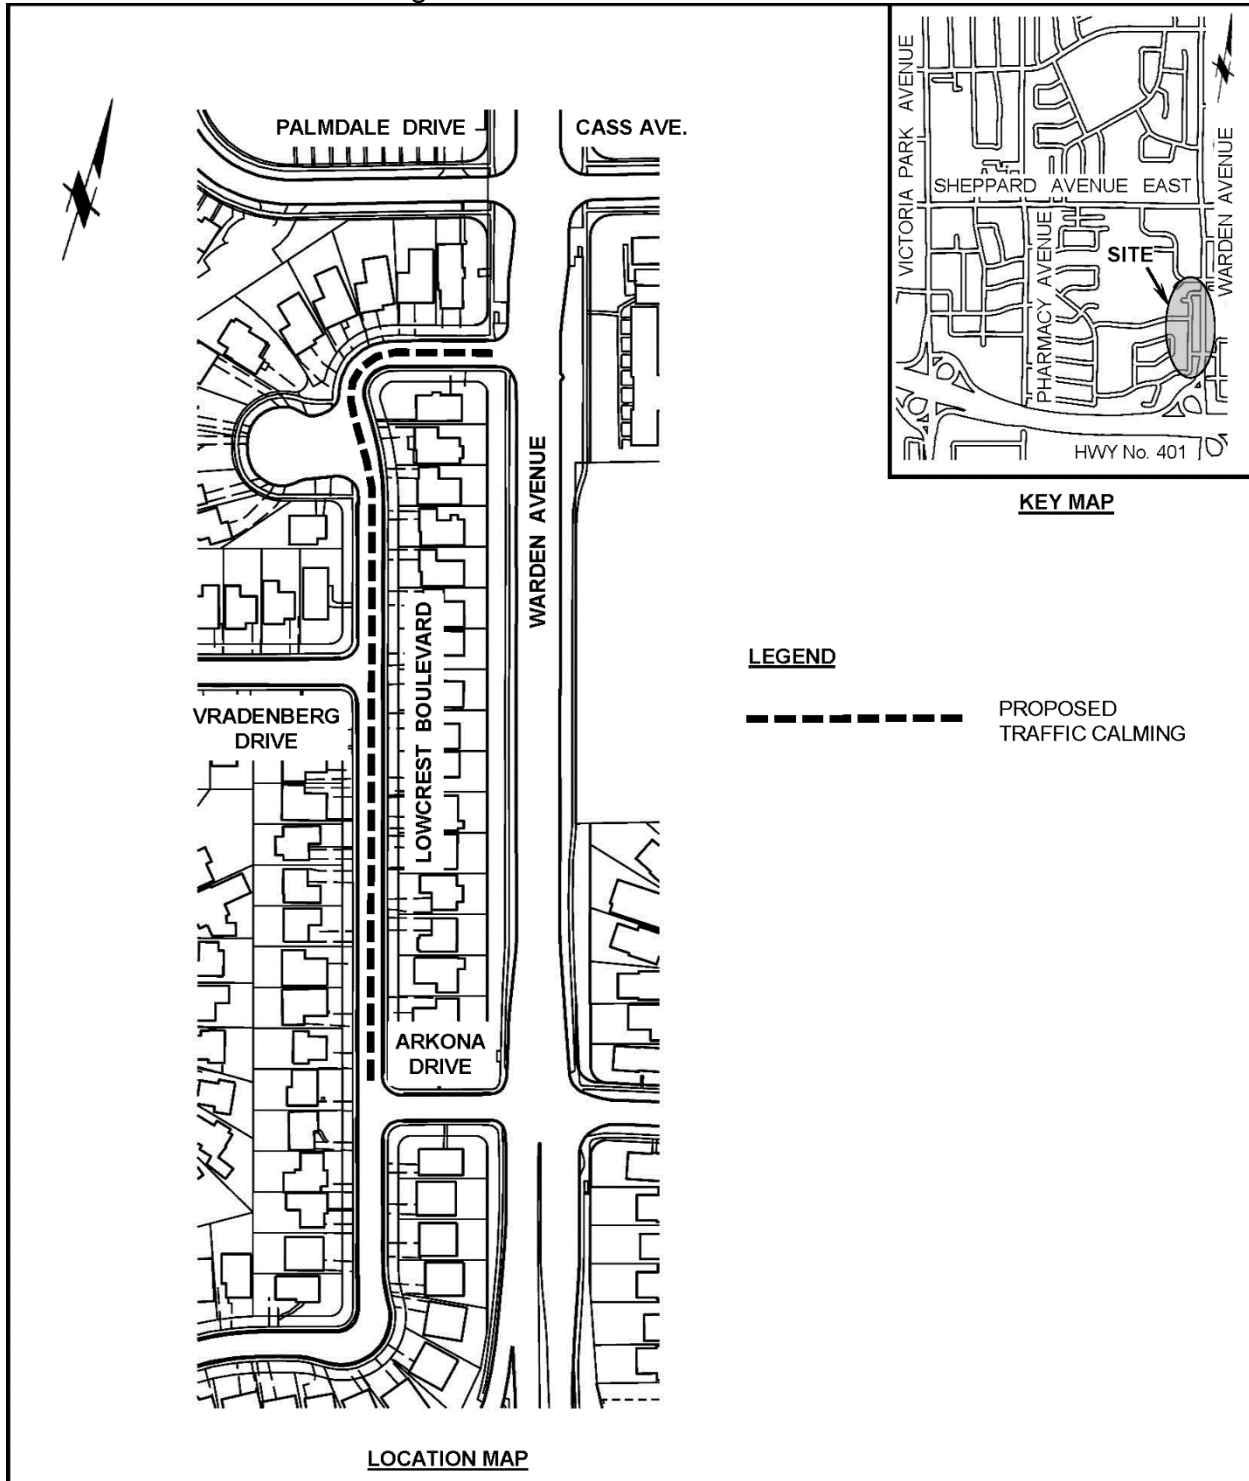 PALMDALE DRIVE
CASS AVE.
VICTORIA PARK AVENUE
SHEPPARD AVENUE EAST
PHARMACY AVENUE
SITE
WARDEN AVENUE
HWY No. 401
KEY MAP
WARDEN AVENUE
LOWCREST BOULEVARD
VRADENBERG
DRIVE
LEGEND
PROPOSED
TRAFFIC CALMING
ARKONA
DRIVE
LOCATION MAP